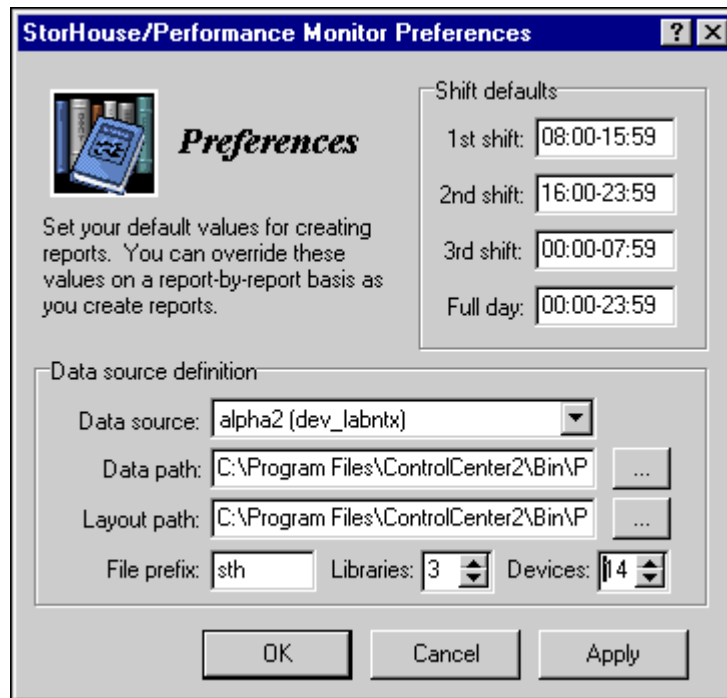 StorHouse/Performance Monitor Preferences
Preferences
Set your default values for creating
reports. You can override these
values on a report-by-report basis as
you create reports.
Shift defaults
1st shift: 08:00-15:59
2nd shift: 16:00-23:59
3rd shift: 00:00-07:59
Full day: 00:00-23:59
Data source definition
Data source: alpha2 (dev_labntx)
Data path: C:\Program Files\ControlCenter2\Bin\P ...
Layout path: C:\Program Files\ControlCenter2\Bin\P ...
File prefix: sth Libraries: 3 Devices: 14
OK Cancel Apply